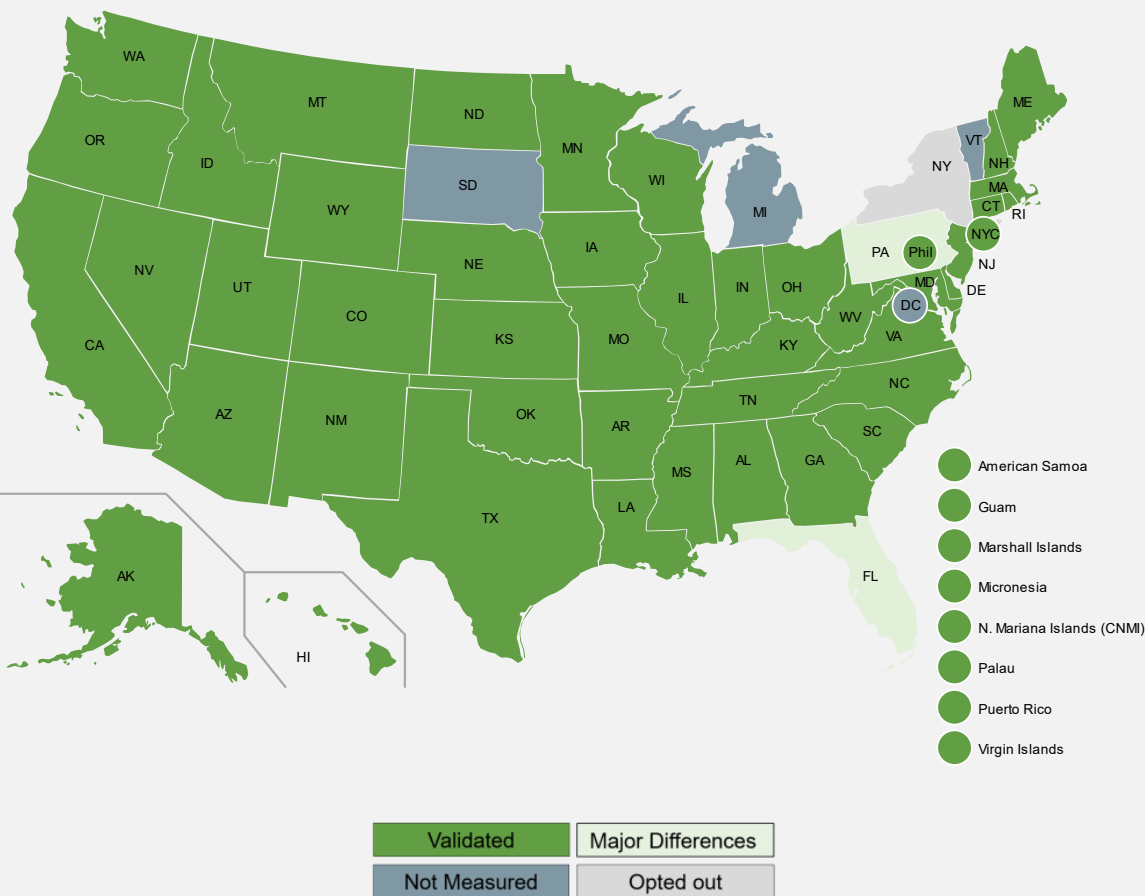 WA
MT
ME
ND
OR
VT
MN
ID
NH
NY
WI
SD
MA
CT
WY
MI
RI
NYC
IA
PA
Phil
NE
NJ
NV
MD
UT
IN
OH
DE
IL
DC
CO
WV
KS
MO
VA
CA
KY
NC
TN
AZ
OK
NM
AR
SC
AL
GA
American Samoa
MS
LA
Guam
TX
Marshall Islands
AK
FL
Micronesia
N. Mariana Islands (CNMI)
HI
Palau
Puerto Rico
Virgin Islands
Validated
Major Differences
Not Measured
Opted out